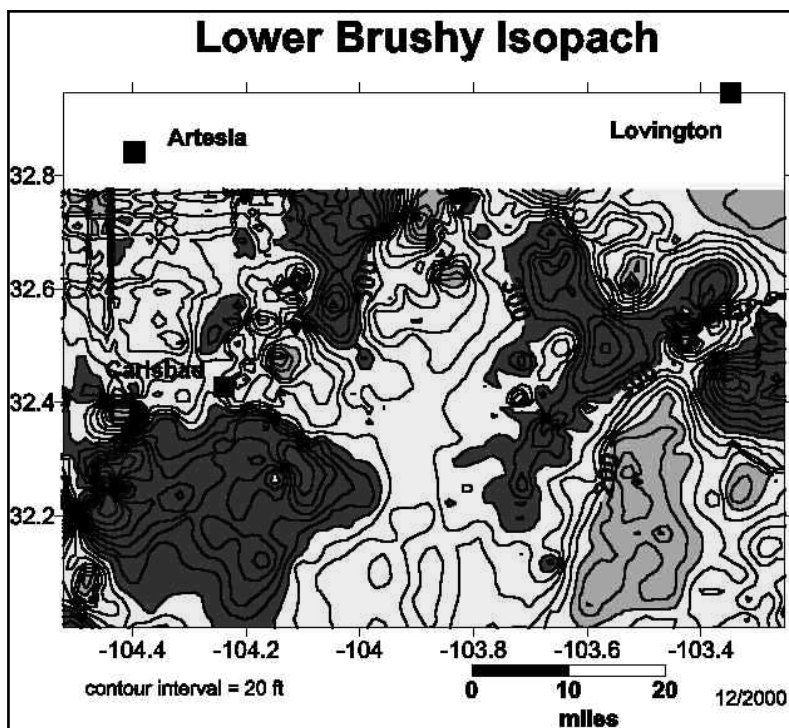 Lower Brushy Isopach
Artesia
Lovington
32.8
32.6
300
Carlsbad
32.4
32.2
-104.4 -104.2 -104 -103.8 -103.6 -103.4
contour interval = 20 ft
0 10 20
miles
12/2000